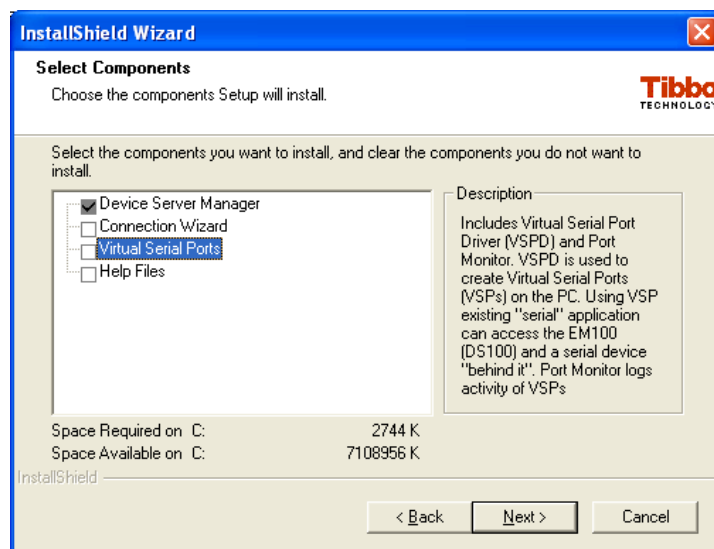 InstallShield Wizard
Select Components
Choose the components Setup will install.
Tibbo
TECHNOLOGY
Select the components you want to install, and clear the components you do not want to
install.
Device Server Manager
Connection Wizard
Virtual Serial Ports
Help Files
Description
Includes Virtual Serial Port
Driver (VSPD) and Port
Monitor. VSPD is used to
create Virtual Serial Ports
(VSPs) on the PC. Using VSP
existing "serial" application
can access the EM100
(DS100) and a serial device
"behind it". Port Monitor logs
activity of VSPs
Space Required on C: 2744 K
Space Available on C: 7108956 K
InstallShield
< Back
Next >
Cancel